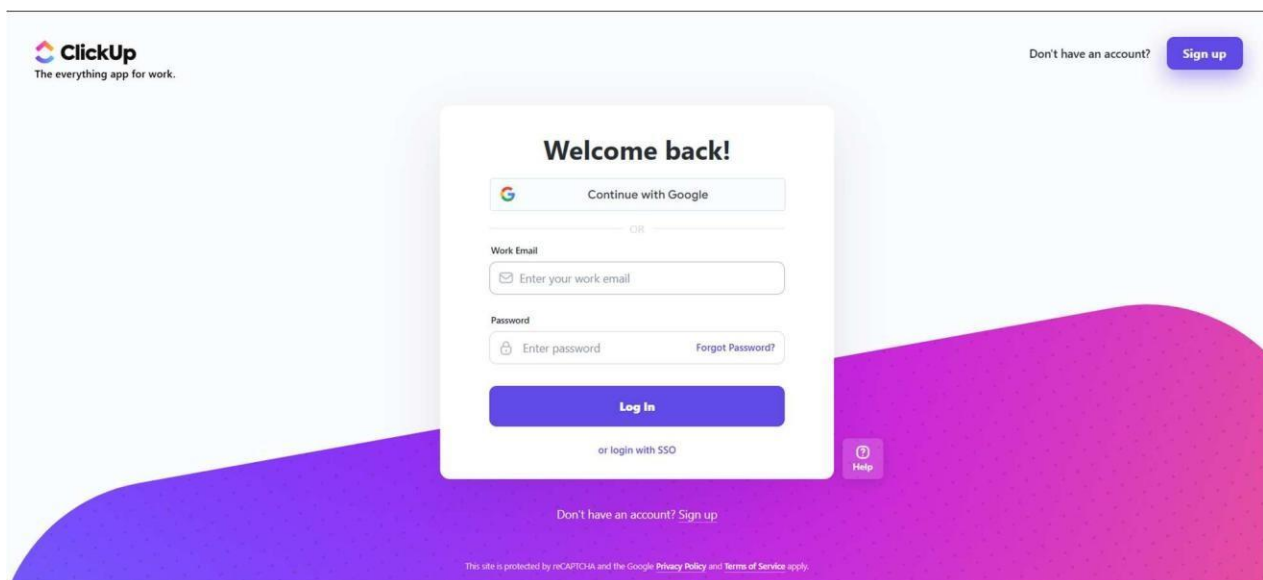 ClickUp
The everything app for work.
Don't have an account?
Sign up
Welcome back!
Continue with Google
OR
Work Email
Enter your work email
Password
Enter password
Forgot Password?
Log In
or login with SSO
Help
Don't have an account? Sign up
This site is protected by reCAPTCHA and the Google Privacy Policy and Terms of Service apply.